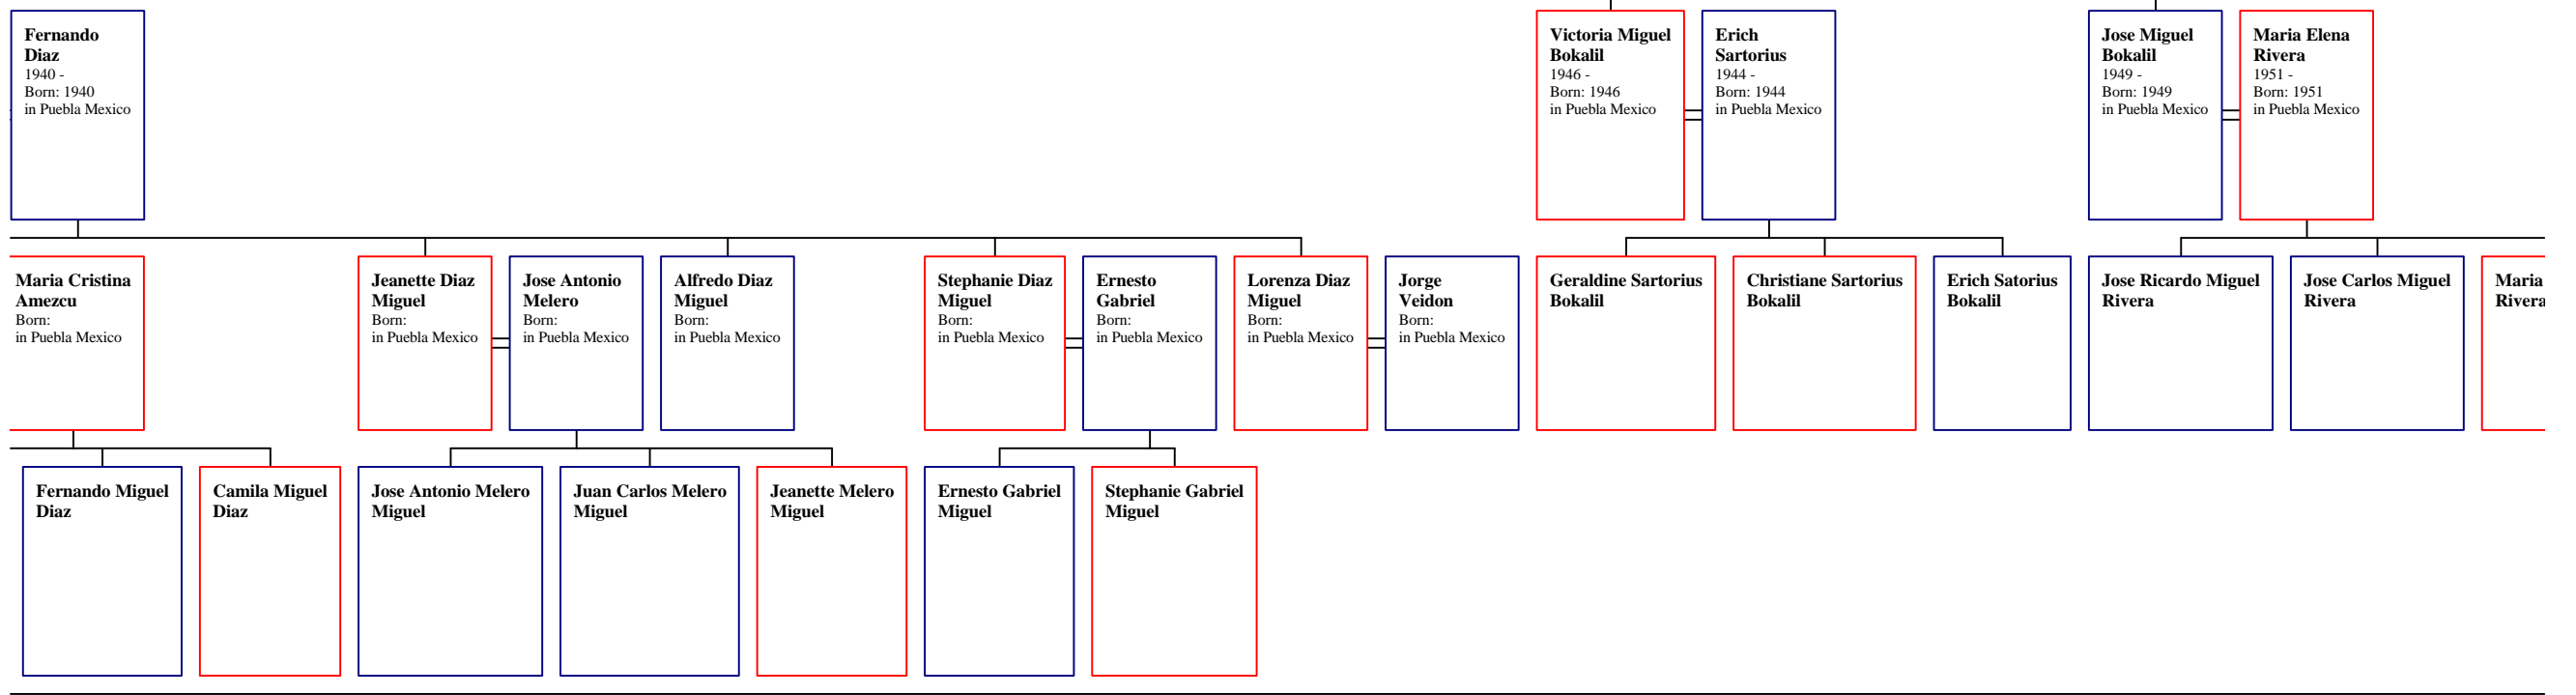 Fernando
Diaz
1940 -
Born: 1940
in Puebla Mexico
Victoria Miguel
Bokalil
1946 -
Born: 1946
in Puebla Mexico
Erich
Sartorius
1944 -
Born: 1944
in Puebla Mexico
Jose Miguel
Bokalil
1949 -
Born: 1949
in Puebla Mexico
Maria Elena
Rivera
1951 -
Born: 1951
in Puebla Mexico
Maria Cristina
Amezcu
Born:
in Puebla Mexico
Jeanette Diaz
Miguel
Born:
in Puebla Mexico
Jose Antonio
Melero
Born:
in Puebla Mexico
Alfredo Diaz
Miguel
Born:
in Puebla Mexico
Stephanie Diaz
Miguel
Born:
in Puebla Mexico
Ernesto
Gabriel
Born:
in Puebla Mexico
Lorenza Diaz
Miguel
Born:
in Puebla Mexico
Jorge
Veidon
Born:
in Puebla Mexico
Geraldine Sartorius
Bokalil
Christiane Sartorius
Bokalil
Erich Satorius
Bokalil
Jose Ricardo Miguel
Rivera
Jose Carlos Miguel
Rivera
Maria
Rivera
Fernando Miguel
Diaz
Camila Miguel
Diaz
Jose Antonio Melero
Miguel
Juan Carlos Melero
Miguel
Jeanette Melero
Miguel
Ernesto Gabriel
Miguel
Stephanie Gabriel
Miguel